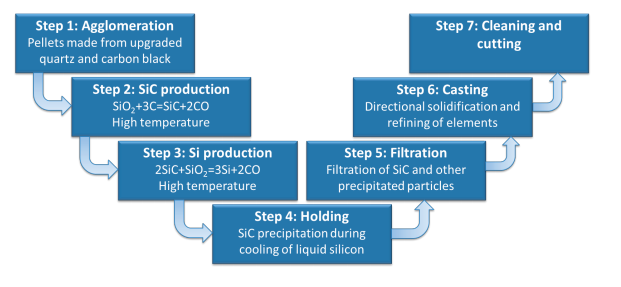 Step 1: Agglomeration
Pellets made from upgraded
quartz and carbon black
Step 2: SiC production
SiO₂+3C=SiC+2CO
High temperature
Step 3: Si production
2SiC+SiO₂=3Si+2CO
High temperature
Step 4: Holding
SiC precipitation during
cooling of liquid silicon
Step 5: Filtration
Filtration of SiC and other
precipitated particles
Step 6: Casting
Directional solidification and
refining of elements
Step 7: Cleaning and
cutting